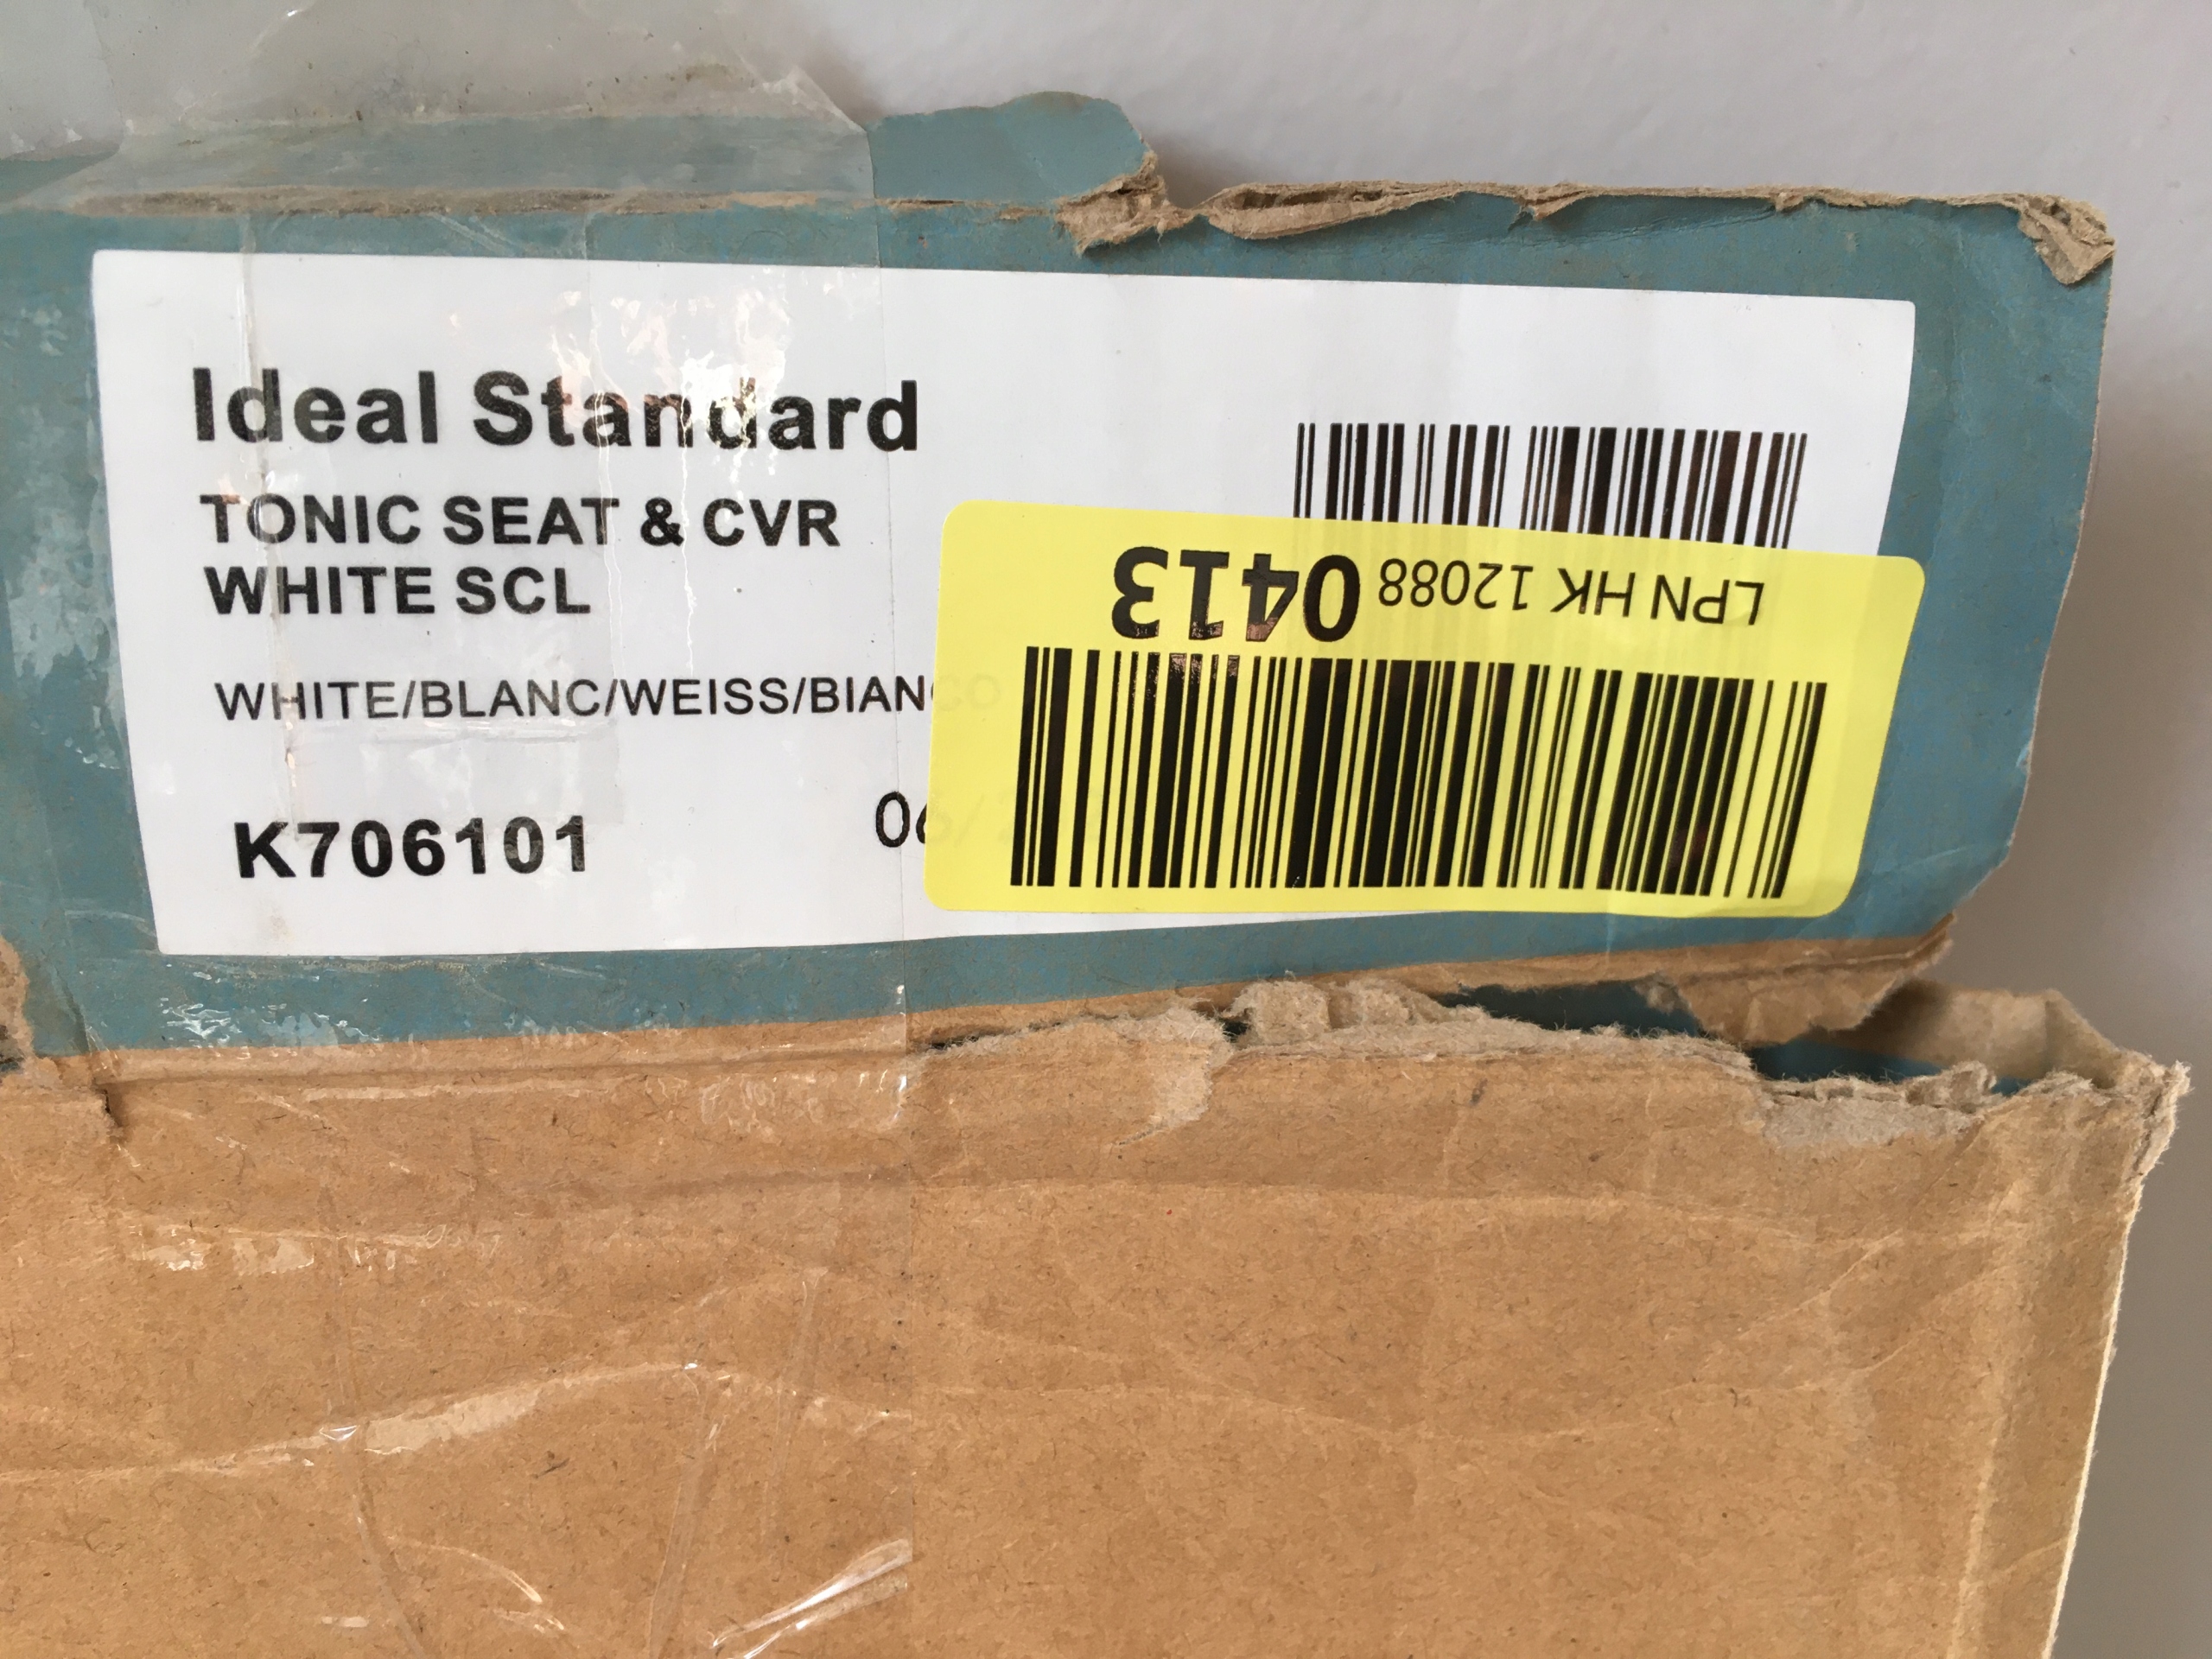 Ideal Standard
TONIC SEAT & CVR
WHITE SCL
WHITE/BLANC/WEISS/BIANCO
K706101
LPN HK 12088 0413